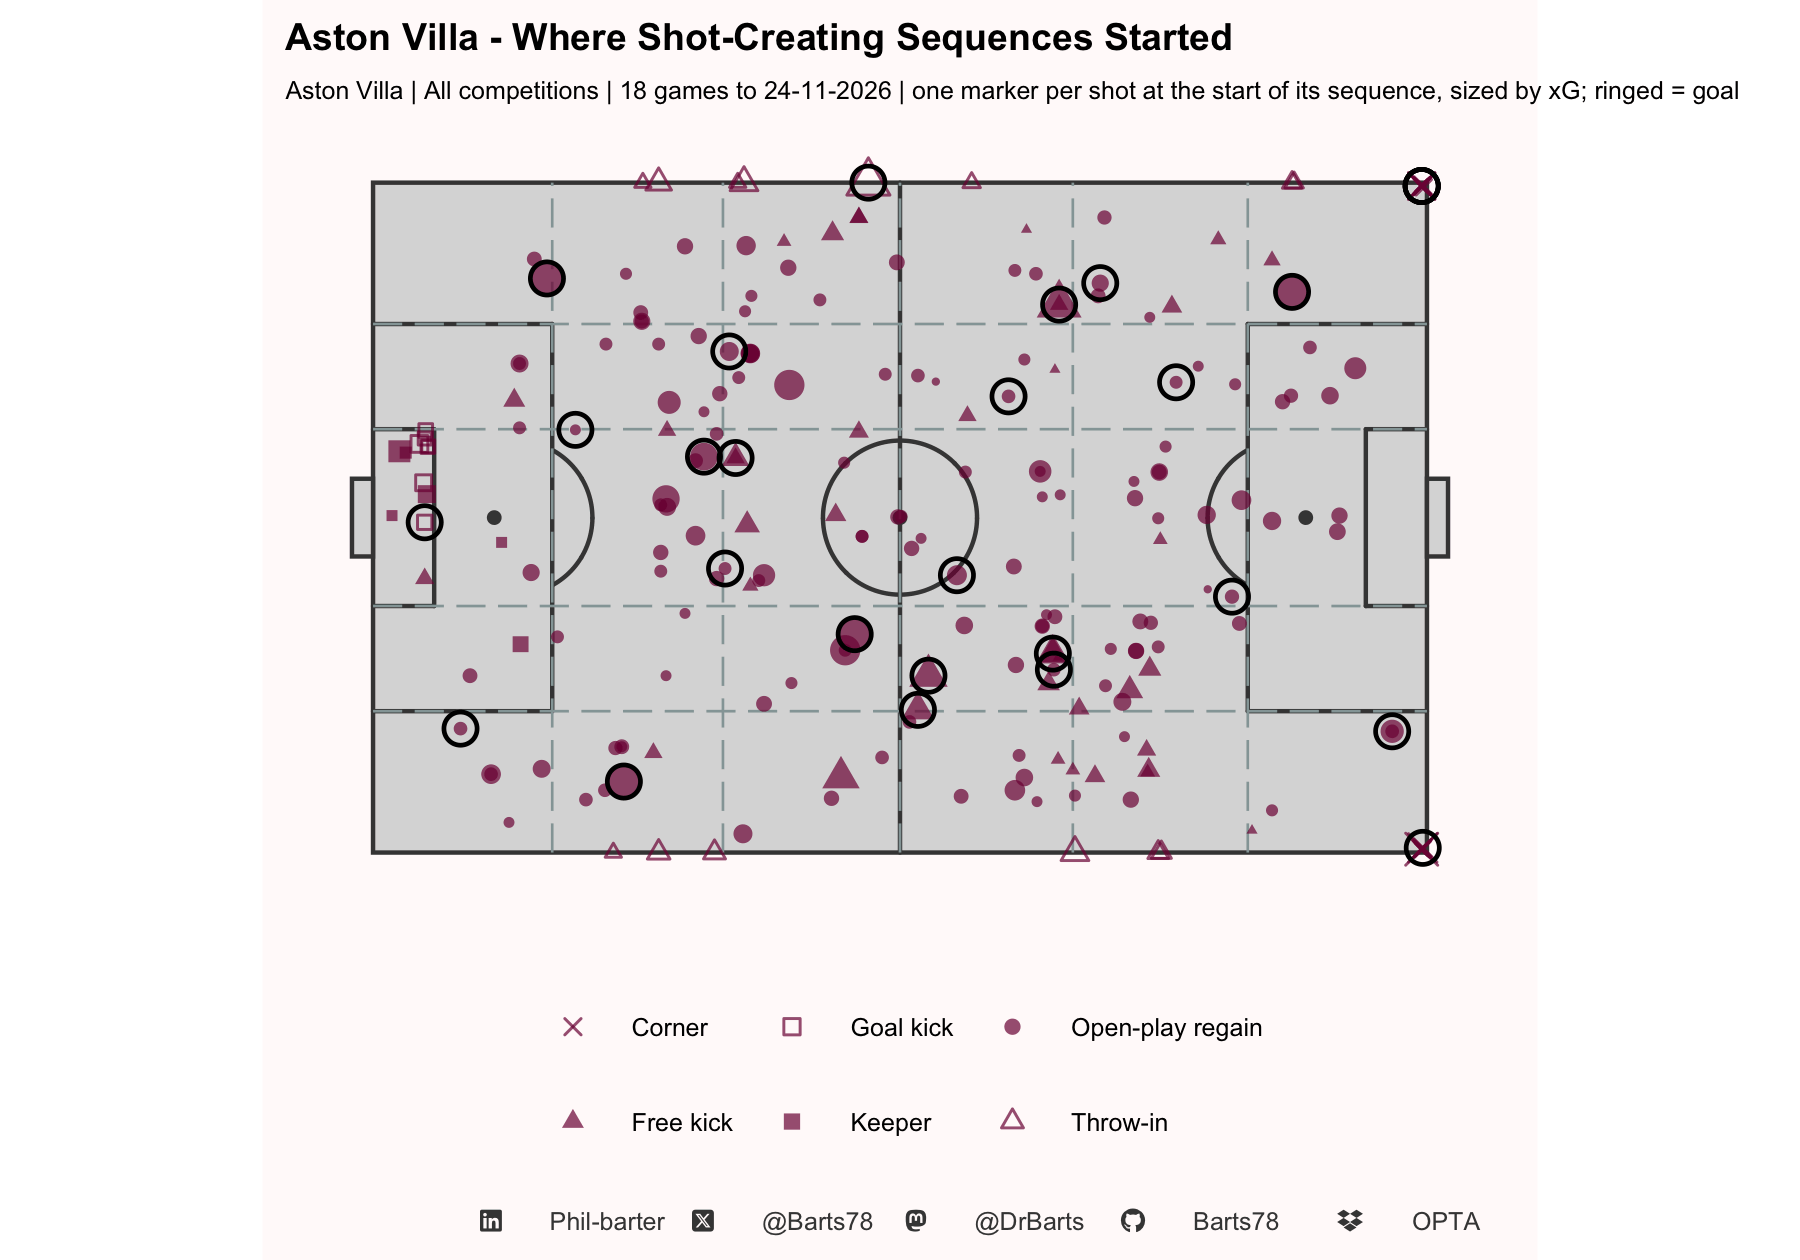 Aston Villa - Where Shot-Creating Sequences Started
Aston Villa | All competitions | 18 games to 24-11-2026 | one marker per shot at the start of its sequence, sized by xG; ringed = goal
Corner Goal kick Open-play regain
Free kick Keeper Throw-in
Phil-barter @Barts78 @DrBarts Barts78 OPTA